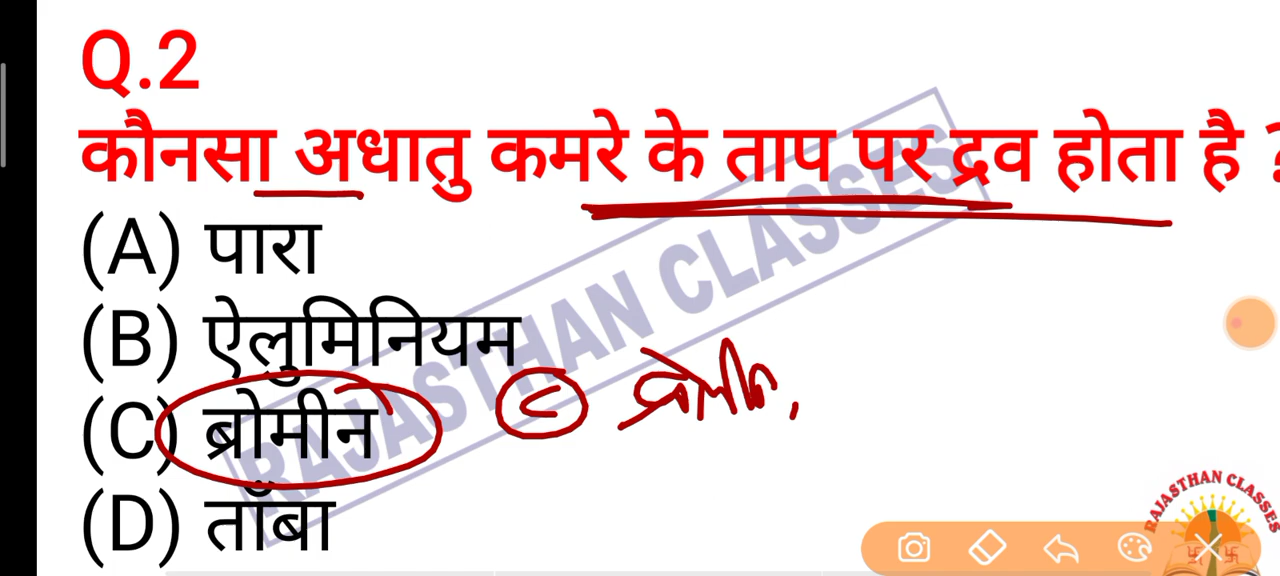 Q.2
कौनसा अधातु कमरे के ताप पर द्रव होता है ?
(A) पारा
(B) ऐलुमिनियम
(C) ब्रोमीन
(C) ब्रोमीन,
(D) ताँबा
RAJASTHAN CLASSES
RAJASTHAN CLASSES